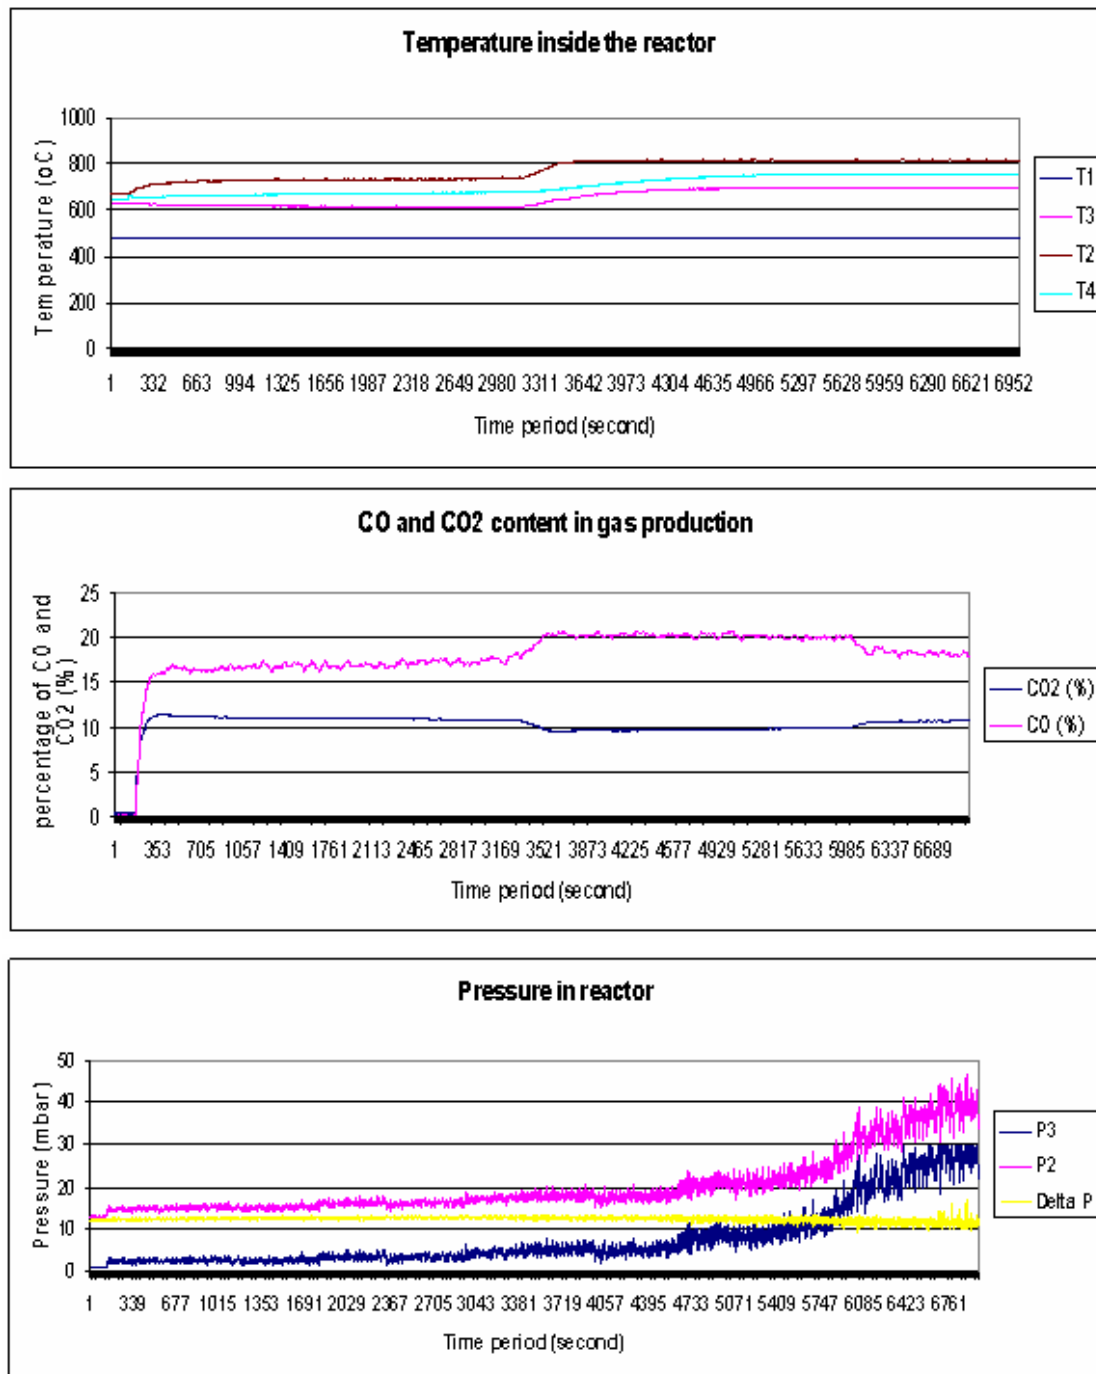 Temperature inside the reactor
1000
800
600
400
200
0
Temperature (oC)
1 332 663 994 1325 1656 1987 2318 2649 2980 3311 3642 3973 4304 4635 4966 5297 5628 5959 6290 6621 6952
Time period (second)
T1
T3
T2
T4
CO and CO2 content in gas production
25
20
15
10
5
0
percentage of CO and
CO2 (%)
1 353 705 1057 1409 1761 2113 2465 2817 3169 3521 3873 4225 4577 4929 5281 5633 5985 6337 6689
Time period (second)
CO2 (%)
CO (%)
Pressure in reactor
50
40
30
20
10
0
Pressure (mbar)
1 339 677 1015 1353 1691 2029 2367 2705 3043 3381 3719 4057 4395 4733 5071 5409 5747 6085 6423 6761
Time period (second)
P3
P2
Delta P